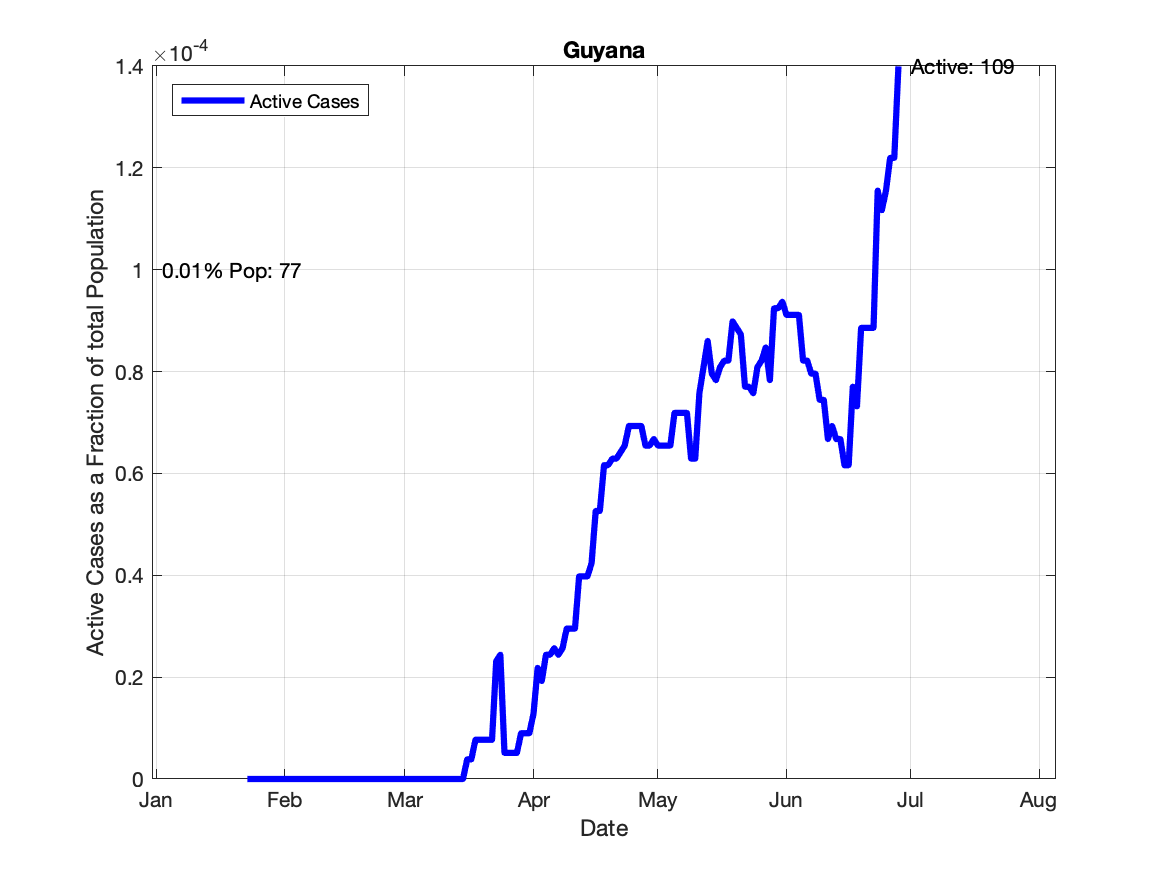 Guyana
×10-4
1.4
1.2
1
0.8
0.6
0.4
0.2
0
Active Cases as a Fraction of total Population
Active Cases
Active: 109
0.01% Pop: 77
Jan Feb Mar Apr May Jun Jul Aug
Date